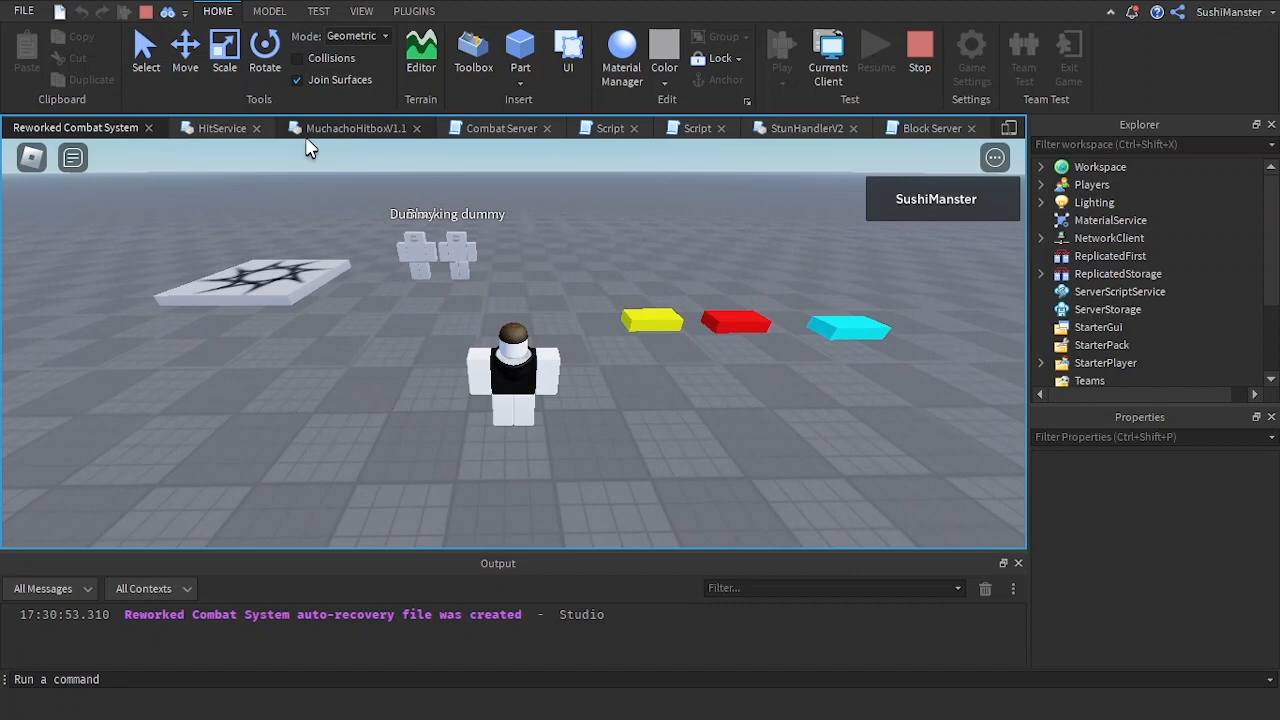 FILE HOME MODEL TEST VIEW PLUGINS SushiManster
Paste Copy Cut Duplicate Clipboard
Select Move Scale Rotate Mode: Geometric Collisions Join Surfaces Tools
Editor Terrain
Toolbox Part UI Insert
Material Manager Color Group Lock Anchor Edit
Play Current: Client Resume Stop Test
Game Settings Settings
Team Test Exit Game Team Test
Reworked Combat System HitService MuchachoHitboxV1.1 Combat Server Script Script StunHandlerV2 Block Server
SushiManster
Blocking dummy
Output
All Messages All Contexts Filter...
17:30:53.310 Reworked Combat System auto-recovery file was created - Studio
Run a command
Explorer
Filter workspace (Ctrl+Shift+X)
Workspace
Players
Lighting
MaterialService
NetworkClient
ReplicatedFirst
ReplicatedStorage
ServerScriptService
ServerStorage
StarterGui
StarterPack
StarterPlayer
Teams
Properties
Filter Properties (Ctrl+Shift+P)